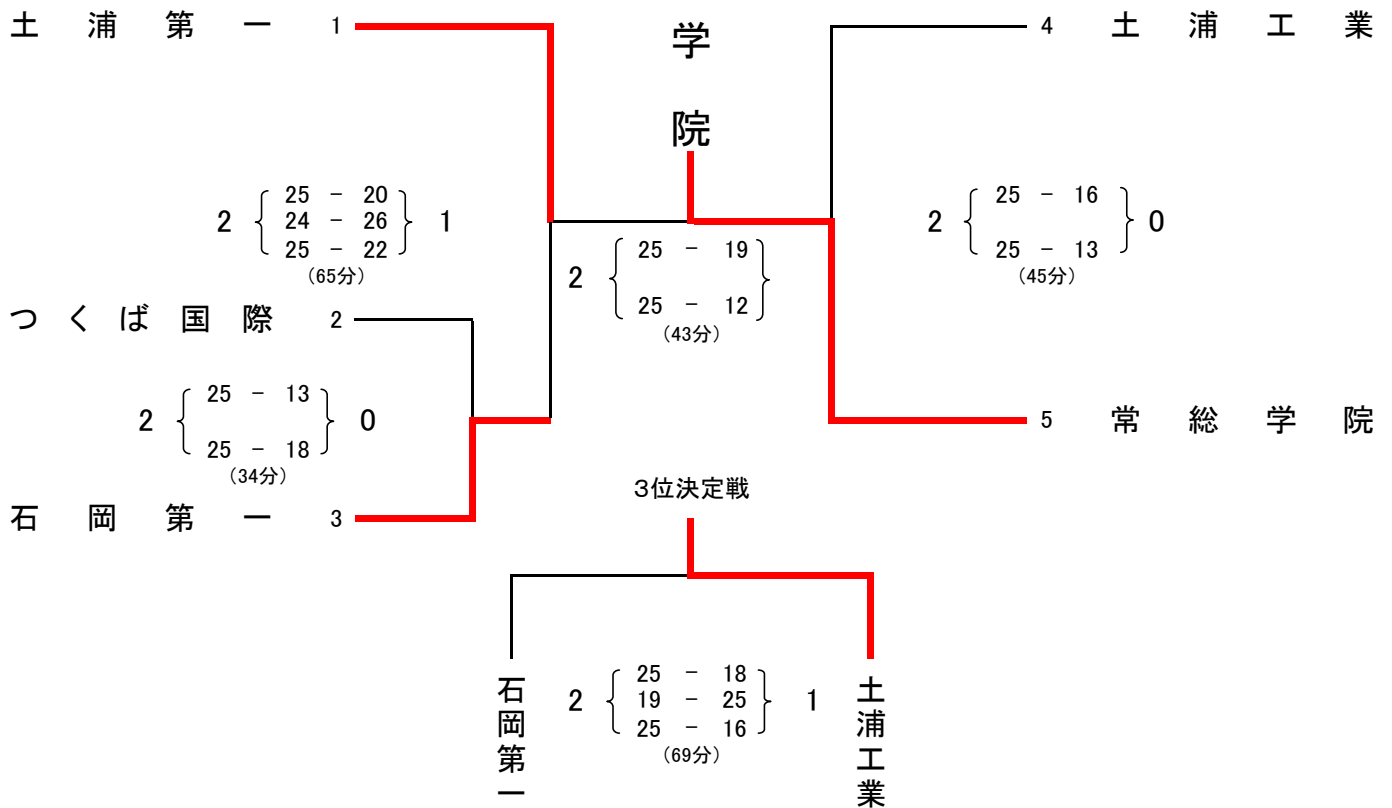 土浦第一 1
学院
4 土浦工業
2 25 － 20 1
24 － 26
25 － 22
（65分）
2 25 － 16 0
25 － 13
（45分）
2 25 － 19
25 － 12
（43分）
つくば国際 2
2 25 － 13 0
25 － 18
（34分）
5 常総学院
石岡第一 3
3位決定戦
石岡第一
2 25 － 18 1
19 － 25
25 － 16
（69分）
土浦工業